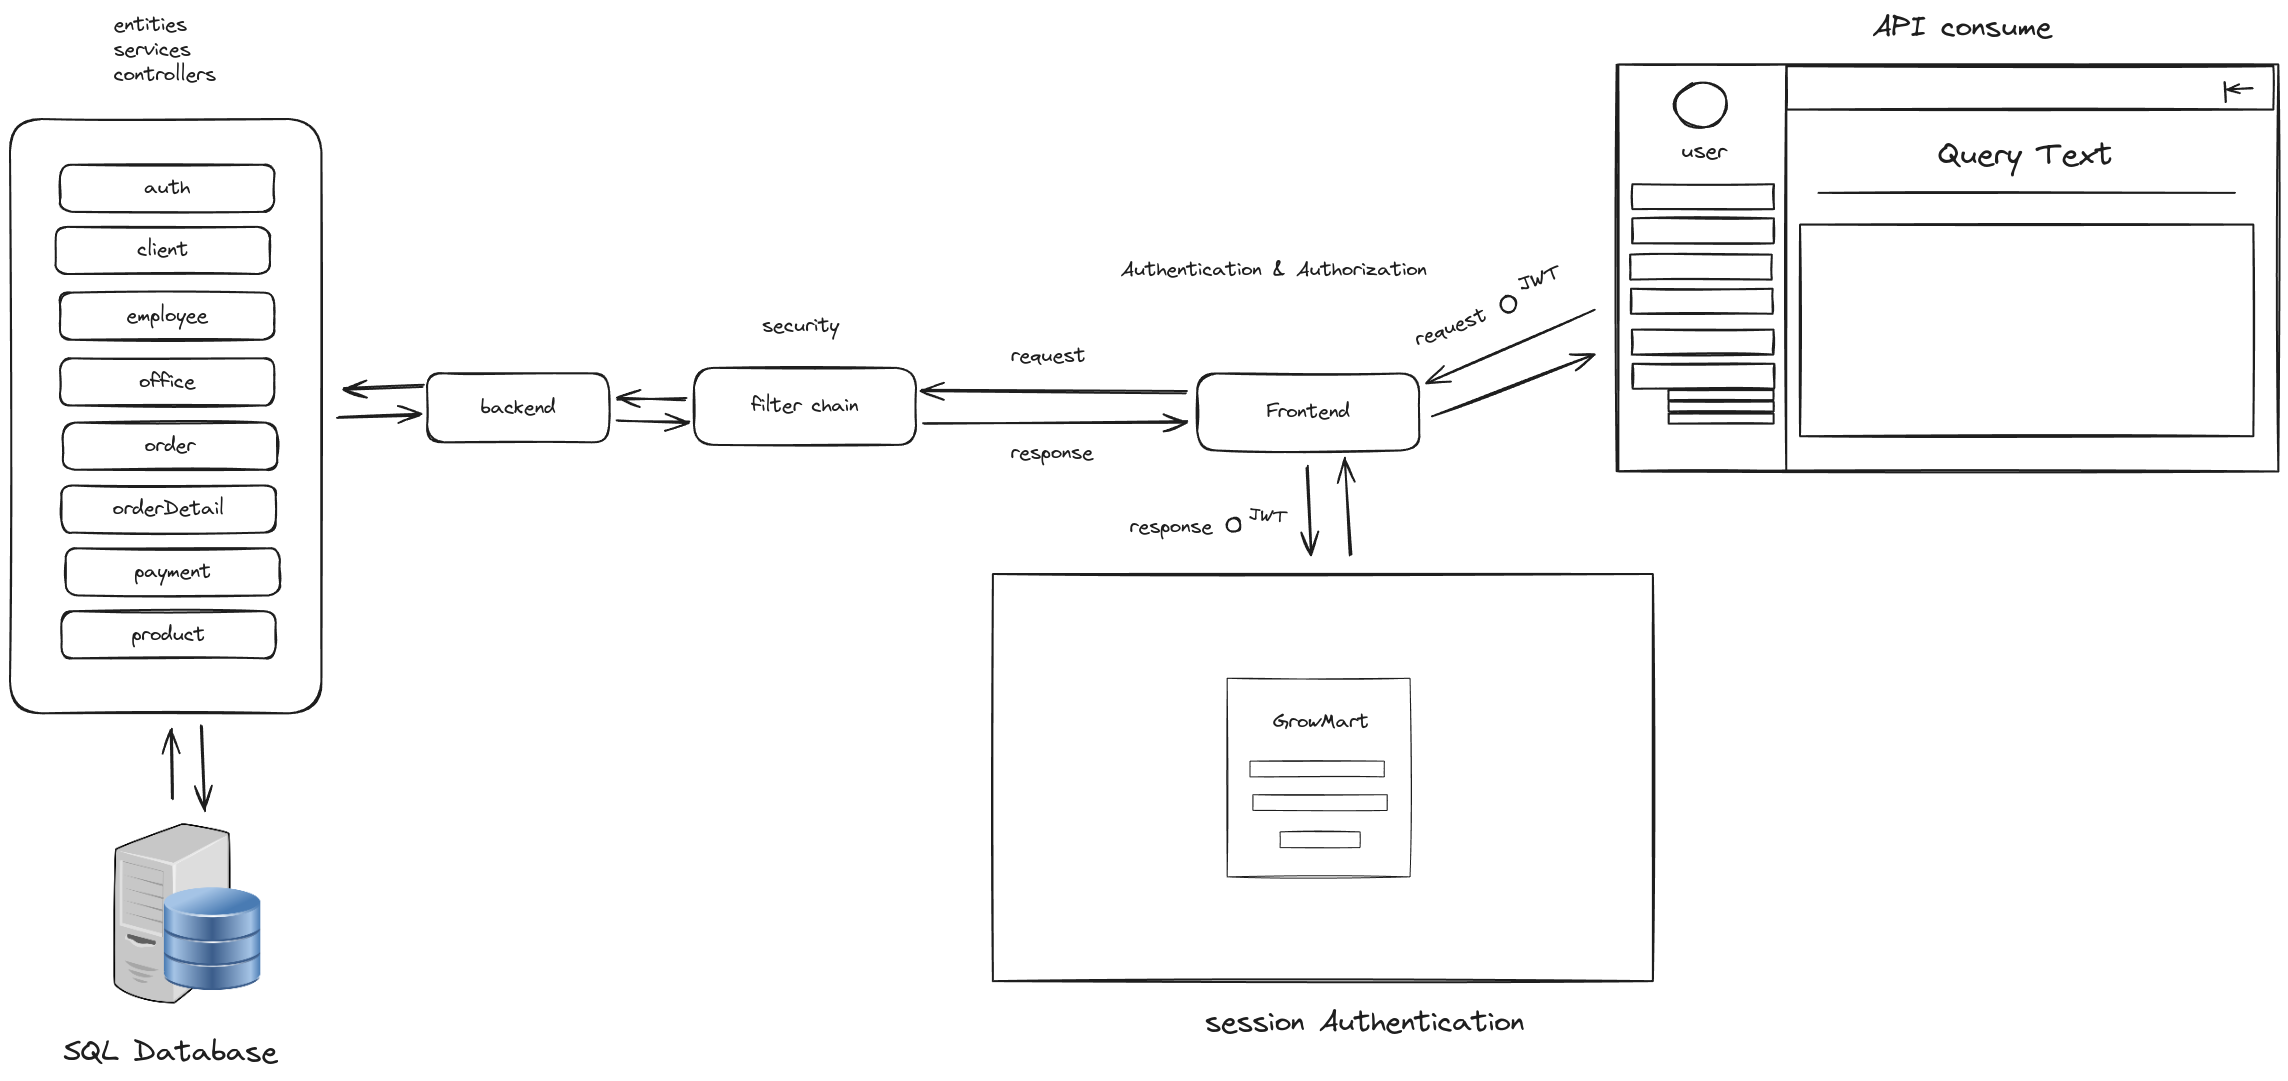 entities
services
controllers
auth
client
employee
office
order
orderDetail
payment
product
SQL Database
backend
security
filter chain
request
response
Authentication & Authorization
Frontend
request JWT
response JWT
GrowMart
session Authentication
API consume
user
Query Text